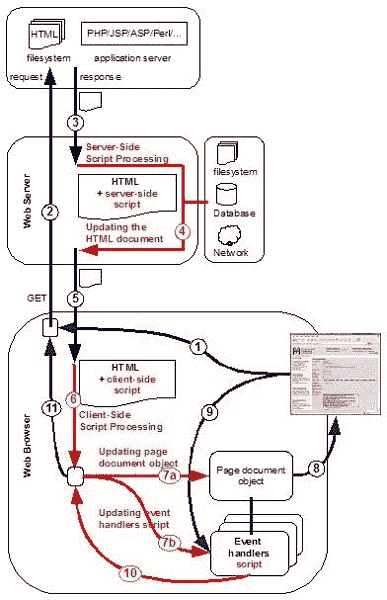 HTML
PHP/JSP/ASP/Perl/...
filesystem
application server
request
response
3
Server-Side
Script Processing
HTML
+ server-side
script
filesystem
Database
Network
Web Server
2
Updating the
HTML document
4
GET
5
1
HTML
+ client-side
script
6
11
9
Client-Side
Script Processing
Web Browser
Updating page
document object
7a
Page document
object
8
Updating event
handlers script
7b
Event
handlers
script
10